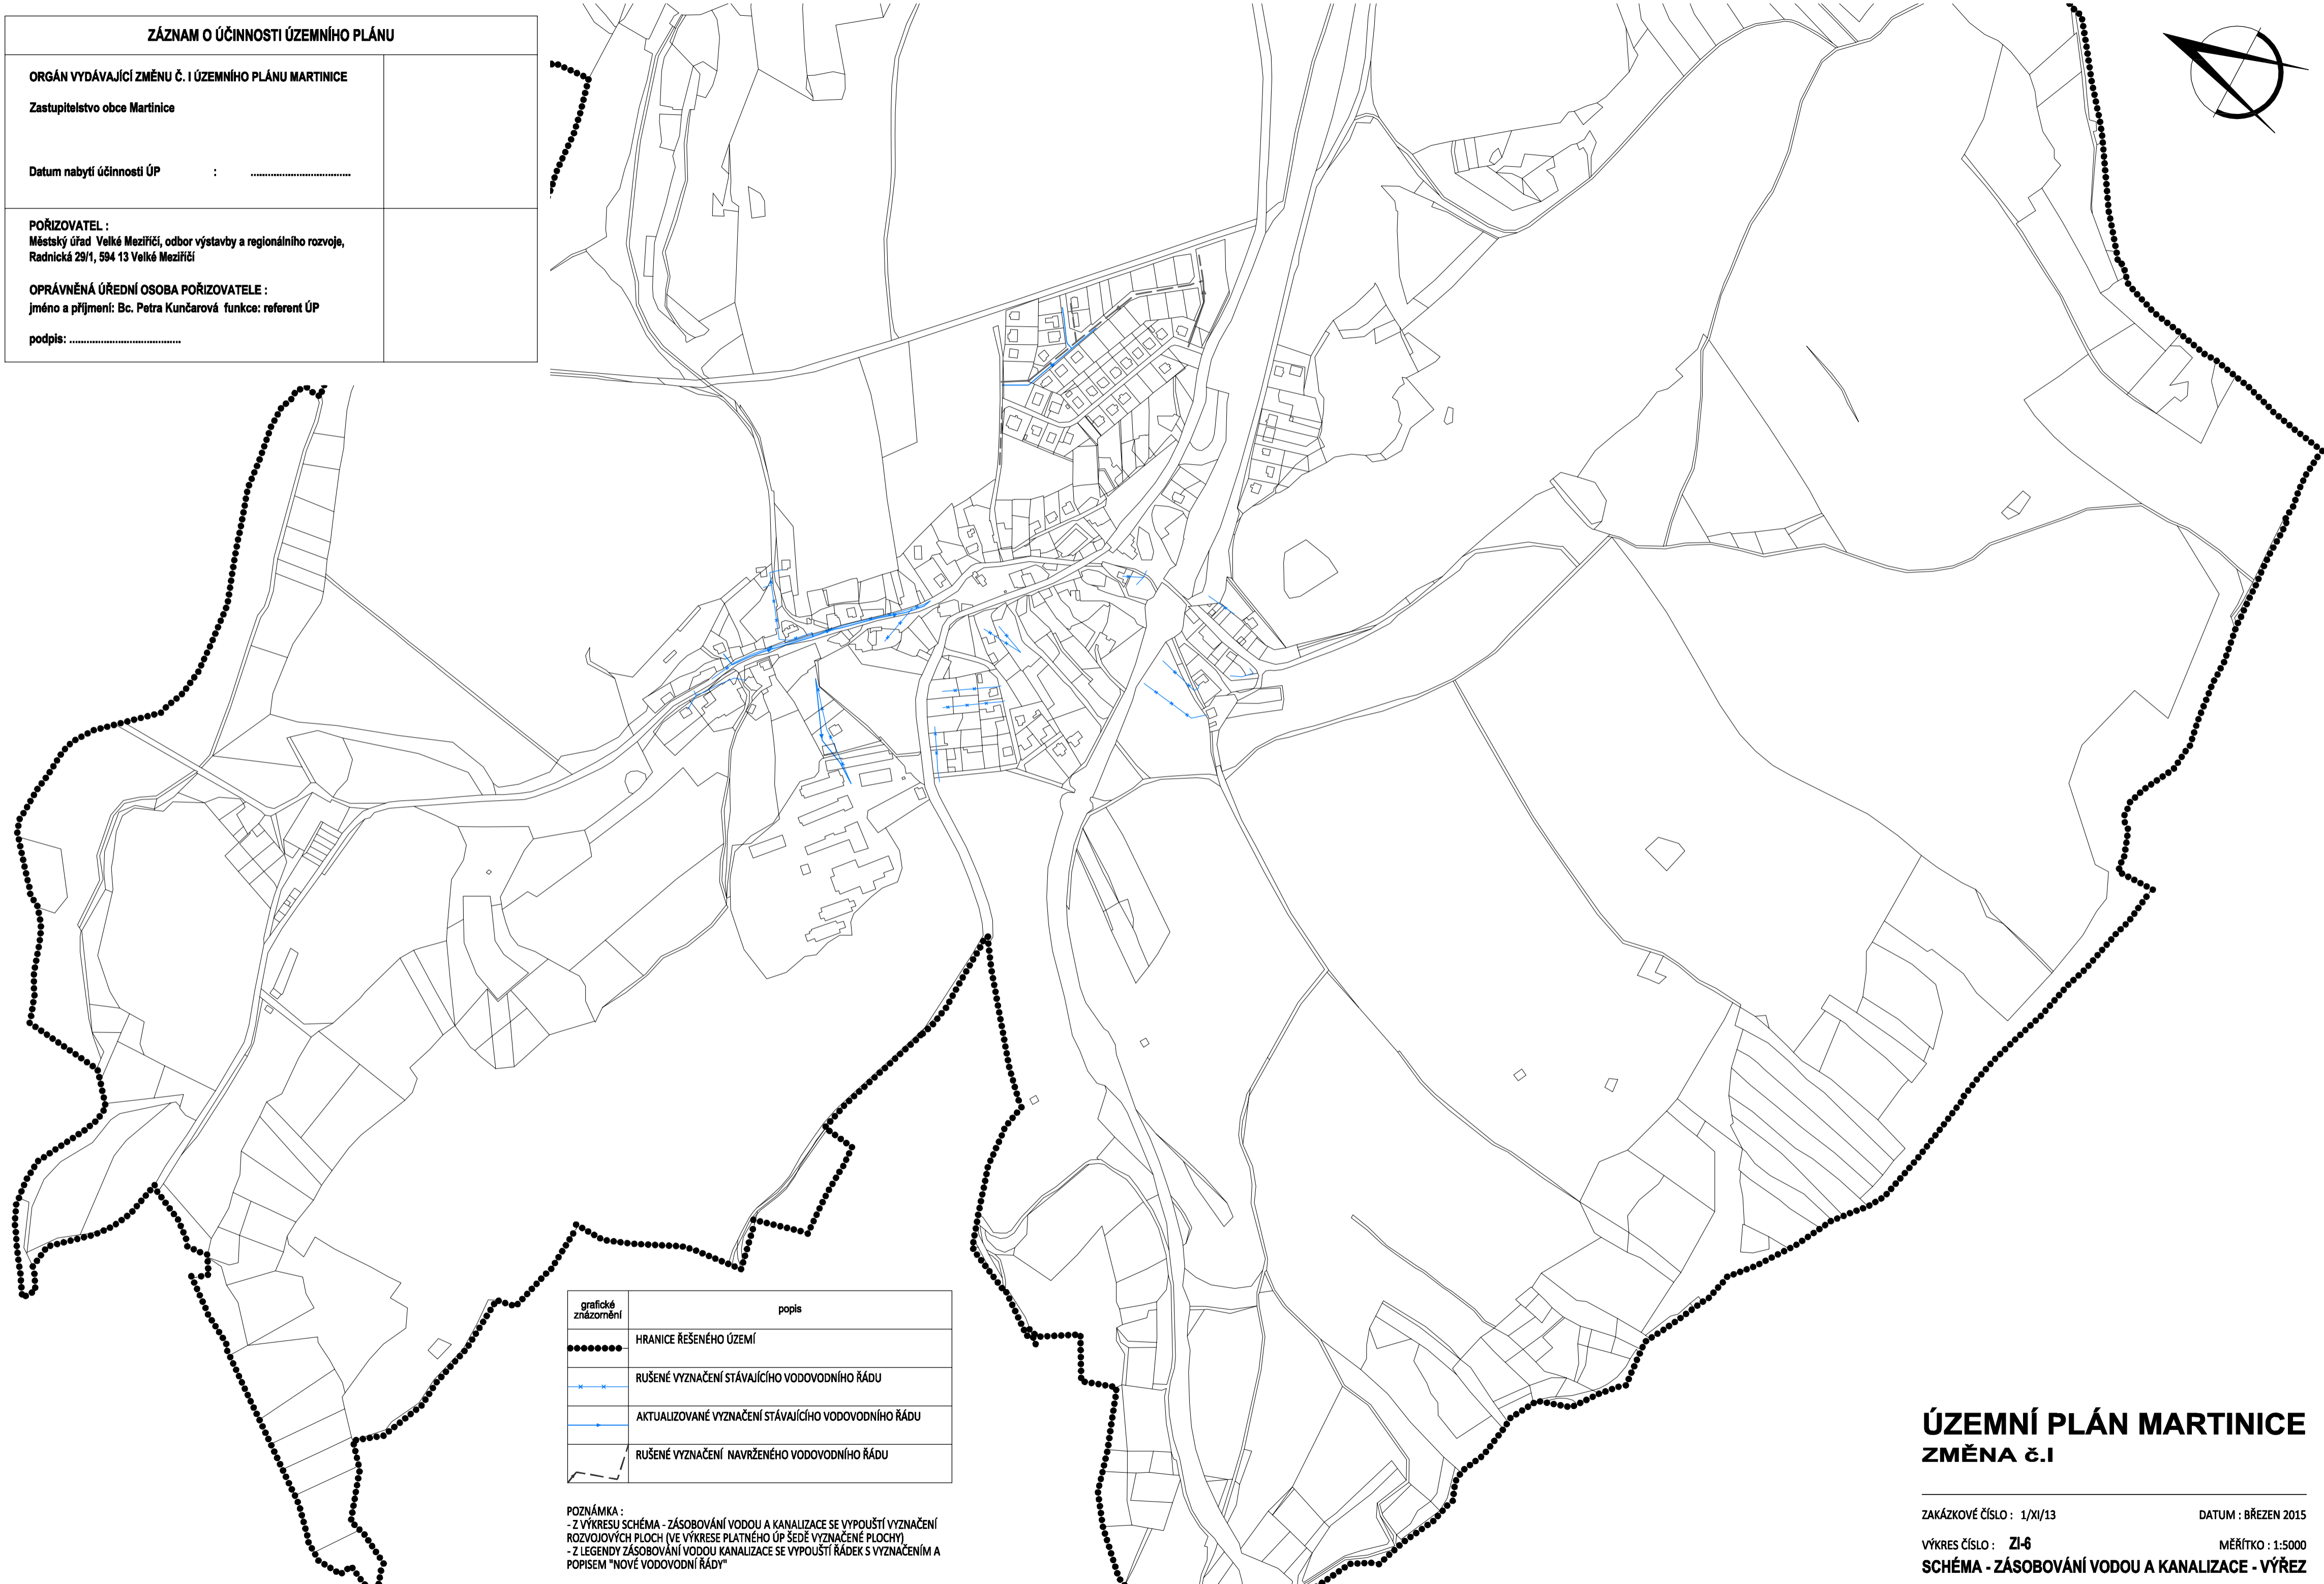 ZÁZNAM O ÚČINNOSTI ÚZEMNÍHO PLÁNU
ORGÁN VYDÁVAJÍCÍ ZMĚNU Č. I ÚZEMNÍHO PLÁNU MARTINICE
Zastupitelstvo obce Martinice
Datum nabytí účinnosti ÚP : ...................................
POŘIZOVATEL :
Městský úřad Velké Meziříčí, odbor výstavby a regionálního rozvoje,
Radnická 29/1, 594 13 Velké Meziříčí
OPRÁVNĚNÁ ÚŘEDNÍ OSOBA POŘIZOVATELE :
jméno a příjmení: Bc. Petra Kunčarová funkce: referent ÚP
podpis: .......................................
grafické
znázornění
popis
HRANICE ŘEŠENÉHO ÚZEMÍ
RUŠENÉ VYZNAČENÍ STÁVAJÍCÍHO VODOVODNÍHO ŘÁDU
AKTUALIZOVANÉ VYZNAČENÍ STÁVAJÍCÍHO VODOVODNÍHO ŘÁDU
RUŠENÉ VYZNAČENÍ NAVRŽENÉHO VODOVODNÍHO ŘÁDU
POZNÁMKA :
- Z VÝKRESU SCHÉMA - ZÁSOBOVÁNÍ VODOU A KANALIZACE SE VYPOUŠTÍ VYZNAČENÍ
ROZVOJOVÝCH PLOCH (VE VÝKRESE PLATNÉHO ÚP ŠEDĚ VYZNAČENÉ PLOCHY)
- Z LEGENDY ZÁSOBOVÁNÍ VODOU KANALIZACE SE VYPOUŠTÍ ŘÁDEK S VYZNAČENÍM A
POPISEM "NOVÉ VODOVODNÍ ŘÁDY"
ÚZEMNÍ PLÁN MARTINICE
ZMĚNA č.I
ZAKÁZKOVÉ ČÍSLO : 1/XI/13 DATUM : BŘEZEN 2015
VÝKRES ČÍSLO : ZI-6 MĚŘÍTKO : 1:5000
SCHÉMA - ZÁSOBOVÁNÍ VODOU A KANALIZACE - VÝŘEZ